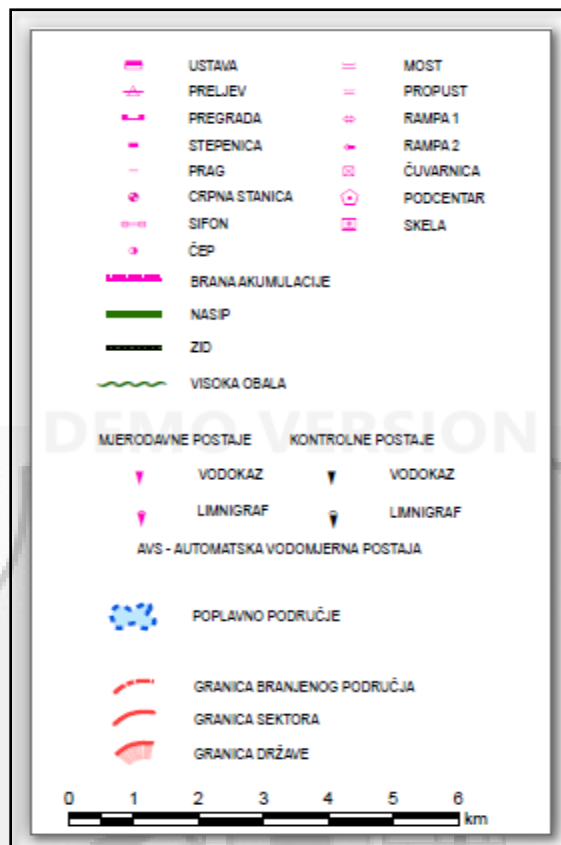 USTAVA MOST
PRELJEV PROPUST
PREGRADA RAMPA 1
STEPENICA RAMPA 2
PRAG ČUVARNICA
CRPNA STANICA PODCENTAR
SIFON SKELA
ČEP
BRANA AKUMULACIJE
NASIP
ZID
VISOKA OBALA
DEMO VERSION
MJERODAVNE POSTAJE KONTROLNE POSTAJE
VODOKAZ VODOKAZ
LIMNIGRAF LIMNIGRAF
AVS - AUTOMATSKA VODOMJERNA POSTAJA
POPLAVNO PODRUČJE
GRANICA BRANJENOG PODRUČJA
GRANICA SEKTORA
GRANICA DRŽAVE
0 1 2 3 4 5 6
km